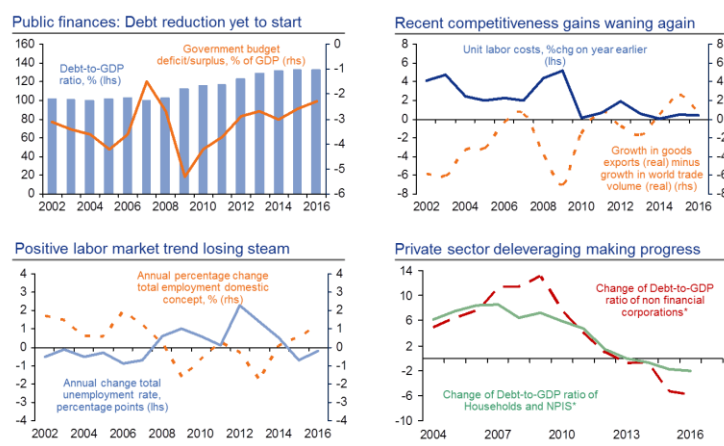 Public finances: Debt reduction yet to start
160
140
120
100
80
60
40
20
0
Debt-to-GDP
ratio, % (lhs)
Government budget
deficit/surplus, % of GDP (rhs)
0
-1
-2
-3
-4
-5
-6
2002 2004 2006 2008 2010 2012 2014 2016
Recent competitiveness gains waning again
8
6
4
2
0
-2
-4
-6
-8
Unit labor costs, %chg on year earlier
(lhs)
Growth in goods
exports (real) minus
growth in world trade
volume (real) (rhs)
8
6
4
2
0
-2
-4
-6
-8
2002 2004 2006 2008 2010 2012 2014 2016
Positive labor market trend losing steam
4
3
2
1
0
-1
-2
-3
-4
Annual percentage change
total employment domestic
concept, % (rhs)
Annual change total
unemployment rate,
percentage points (lhs)
4
3
2
1
0
-1
-2
-3
-4
2002 2004 2006 2008 2010 2012 2014 2016
Private sector deleveraging making progress
14
10
6
2
-2
-6
-10
Change of Debt-to-GDP
ratio of non financial
corporations*
Change of Debt-to-GDP ratio of
Households and NPIS*
2004 2007 2010 2013 2016